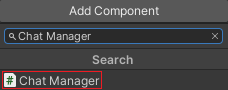 Add Component
Chat Manager
Search
# Chat Manager